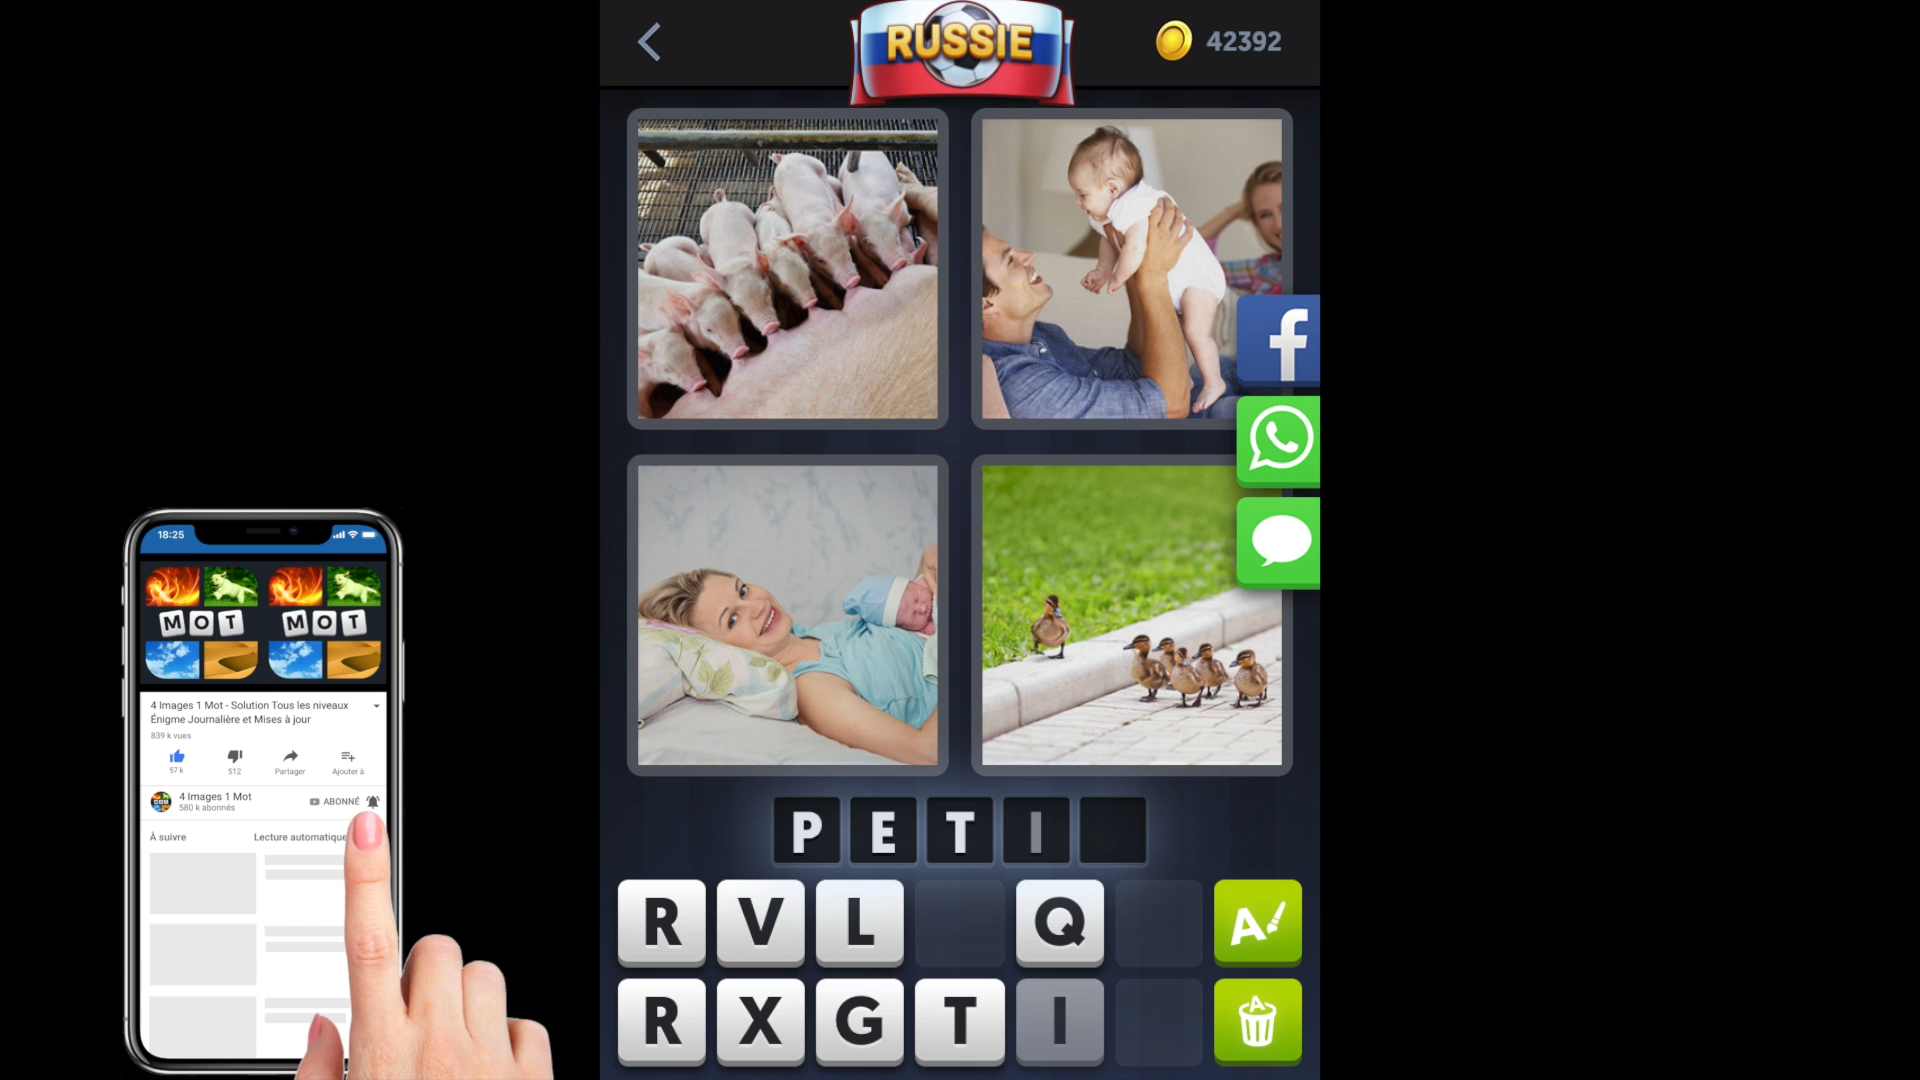 RUSSIE
42392
18:25
MOT MOT
4 Images 1 Mot - Solution Tous les niveaux
Énigme Journalière et Mises à jour
839 k vues
57 k 512 Partager Ajouter à
4 Images 1 Mot
580 k abonnés
ABONNÉ
À suivre
Lecture automatique
PETI
R V L Q
R X G T I
A
A